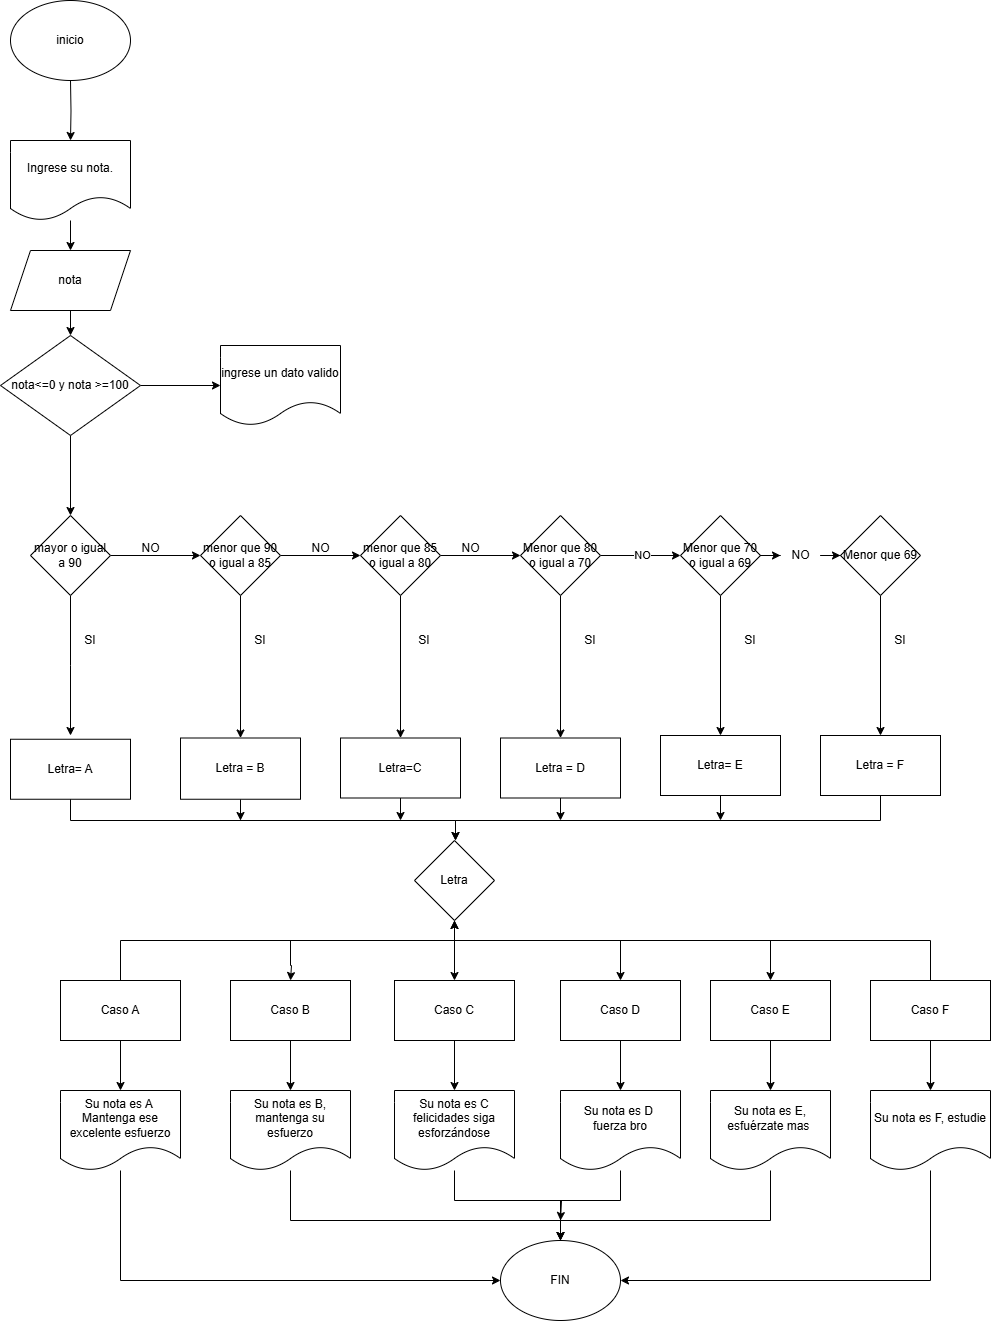 inicio
Ingrese su nota.
nota
nota<=0 y nota >=100
ingrese un dato valido
mayor o igual
a 90
NO
menor que 90
o igual a 85
NO
menor que 85
o igual a 80
NO
Menor que 80
o igual a 70
NO
Menor que 70
o igual a 69
NO
Menor que 69
SI
SI
SI
SI
SI
SI
Letra= A
Letra = B
Letra=C
Letra = D
Letra= E
Letra = F
Letra
Caso A
Caso B
Caso C
Caso D
Caso E
Caso F
Su nota es A
Mantenga ese
excelente esfuerzo
Su nota es B,
mantenga su
esfuerzo
Su nota es C
felicidades siga
esforzándose
Su nota es D
fuerza bro
Su nota es E,
esfuérzate mas
Su nota es F, estudie
FIN